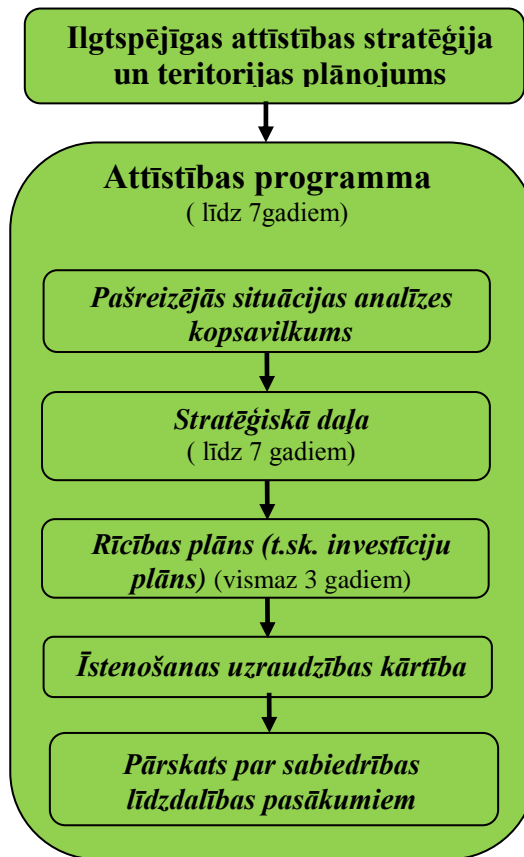 Ilgtspējīgas attīstības stratēģija
un teritorijas plānojums
Attīstības programma
( līdz 7gadiem)
Pašreizējās situācijas analīzes
kopsavilkums
Stratēģiskā daļa
( līdz 7 gadiem)
Rīcības plāns (t.sk. investīciju
plāns) (vismaz 3 gadiem)
Īstenošanas uzraudzības kārtība
Pārskats par sabiedrības
līdzdalības pasākumiem